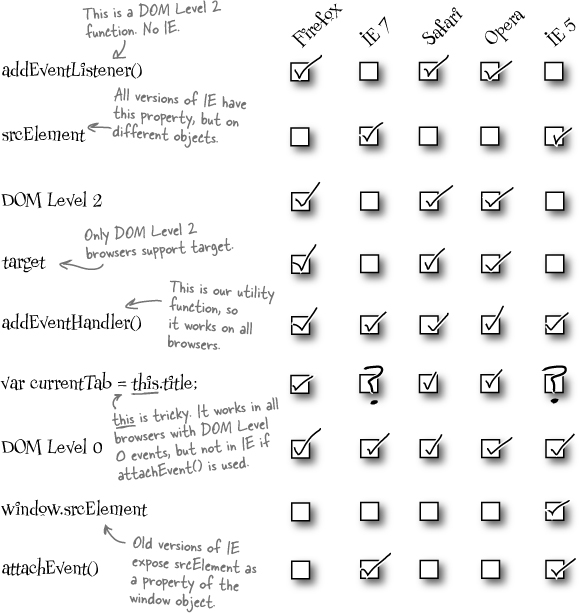 This is a DOM Level 2
function. No IE.
Firefox
IE 7
Safari
Opera
IE 5
addEventListener()
All versions of IE have
this property, but on
different objects.
srcElement
DOM Level 2
Only DOM Level 2
browsers support target.
target
This is our utility
function, so
it works on all
browsers.
addEventHandler()
var currentTab = this.title;
? ?
this is tricky. It works in all
browsers with DOM Level
0 events, but not in IE if
attachEvent() is used.
DOM Level 0
window.srcElement
Old versions of IE
expose srcElement as
a property of the
window object.
attachEvent()